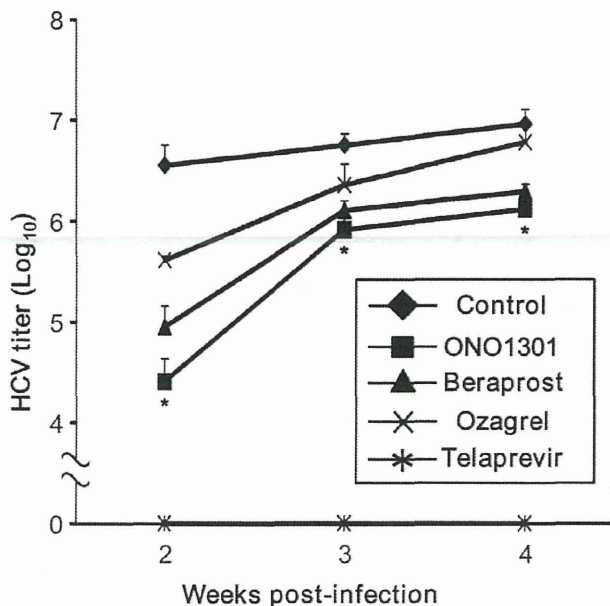 8
7
6
5
4
0
HCV titer (Log₁₀)
*
*
*
Control
ONO1301
Beraprost
Ozagrel
Telaprevir
2 3 4
Weeks post-infection